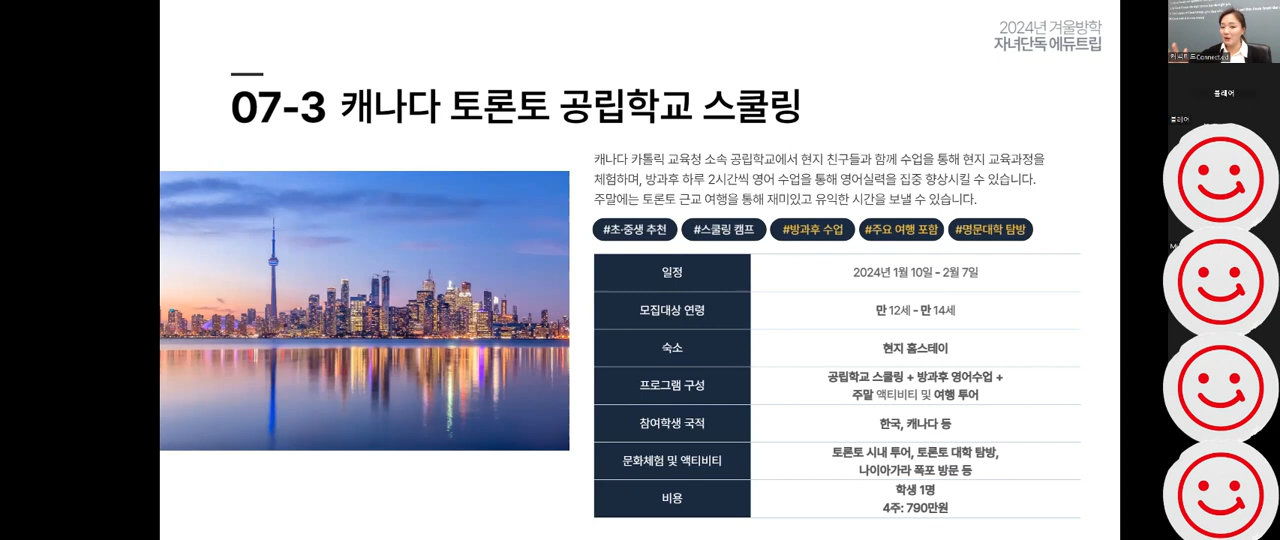 2024년 겨울방학
자녀단독 에듀트립
07-3 캐나다 토론토 공립학교 스쿨링
캐나다 카톨릭 교육청 소속 공립학교에서 현지 친구들과 함께 수업을 통해 현지 교육과정을
체험하며, 방과후 하루 2시간씩 영어 수업을 통해 영어실력을 집중 향상시킬 수 있습니다.
주말에는 토론토 근교 여행을 통해 재미있고 유익한 시간을 보낼 수 있습니다.
#초·중생 추천 #스쿨링 캠프 #방과후 수업 #주요 여행 포함 #명문대학 탐방
일정 2024년 1월 10일 - 2월 7일
모집대상 연령 만 12세 - 만 14세
숙소 현지 홈스테이
프로그램 구성 공립학교 스쿨링 + 방과후 영어수업 +
주말 액티비티 및 여행 투어
참여학생 국적 한국, 캐나다 등
문화체험 및 액티비티 토론토 시내 투어, 토론토 대학 탐방,
나이아가라 폭포 방문 등
비용 학생 1명
4주: 790만원
플레어
플레어